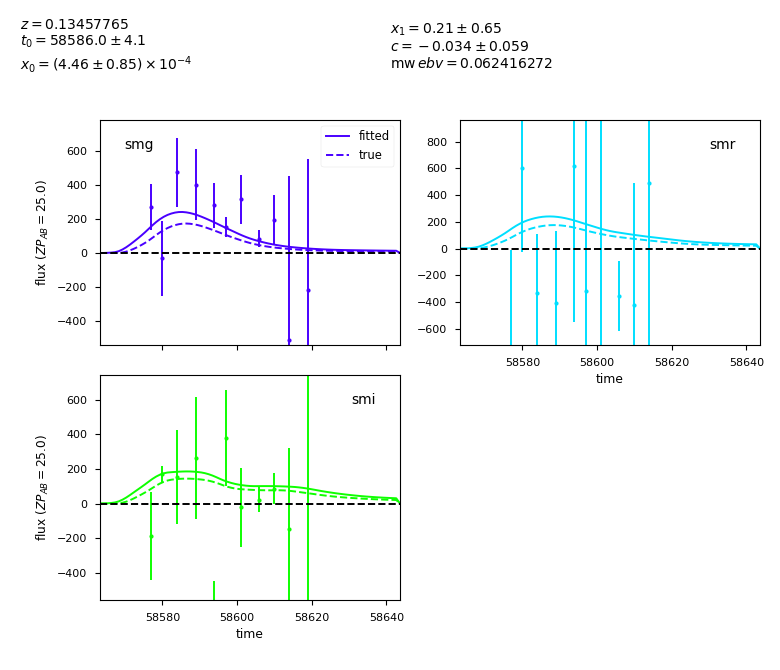 z = 0.13457765
t₀ = 58586.0 ± 4.1
x₀ = (4.46 ± 0.85) × 10⁻⁴
x₁ = 0.21 ± 0.65
c = −0.034 ± 0.059
mw ebv = 0.062416272
smg
fitted
true
600
400
200
0
−200
−400
flux (ZP_AB = 25.0)
smr
800
600
400
200
0
−200
−400
−600
58580 58600 58620 58640
time
smi
600
400
200
0
−200
−400
flux (ZP_AB = 25.0)
58580 58600 58620 58640
time